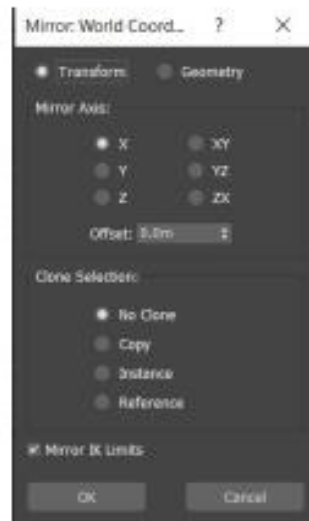 Mirror: World Coord... ? ×
Transform Geometry
Mirror Axis:
X XY
Y YZ
Z ZX
Offset: 0.0m
Clone Selection:
No Clone
Copy
Instance
Reference
Mirror IK Limits
OK Cancel